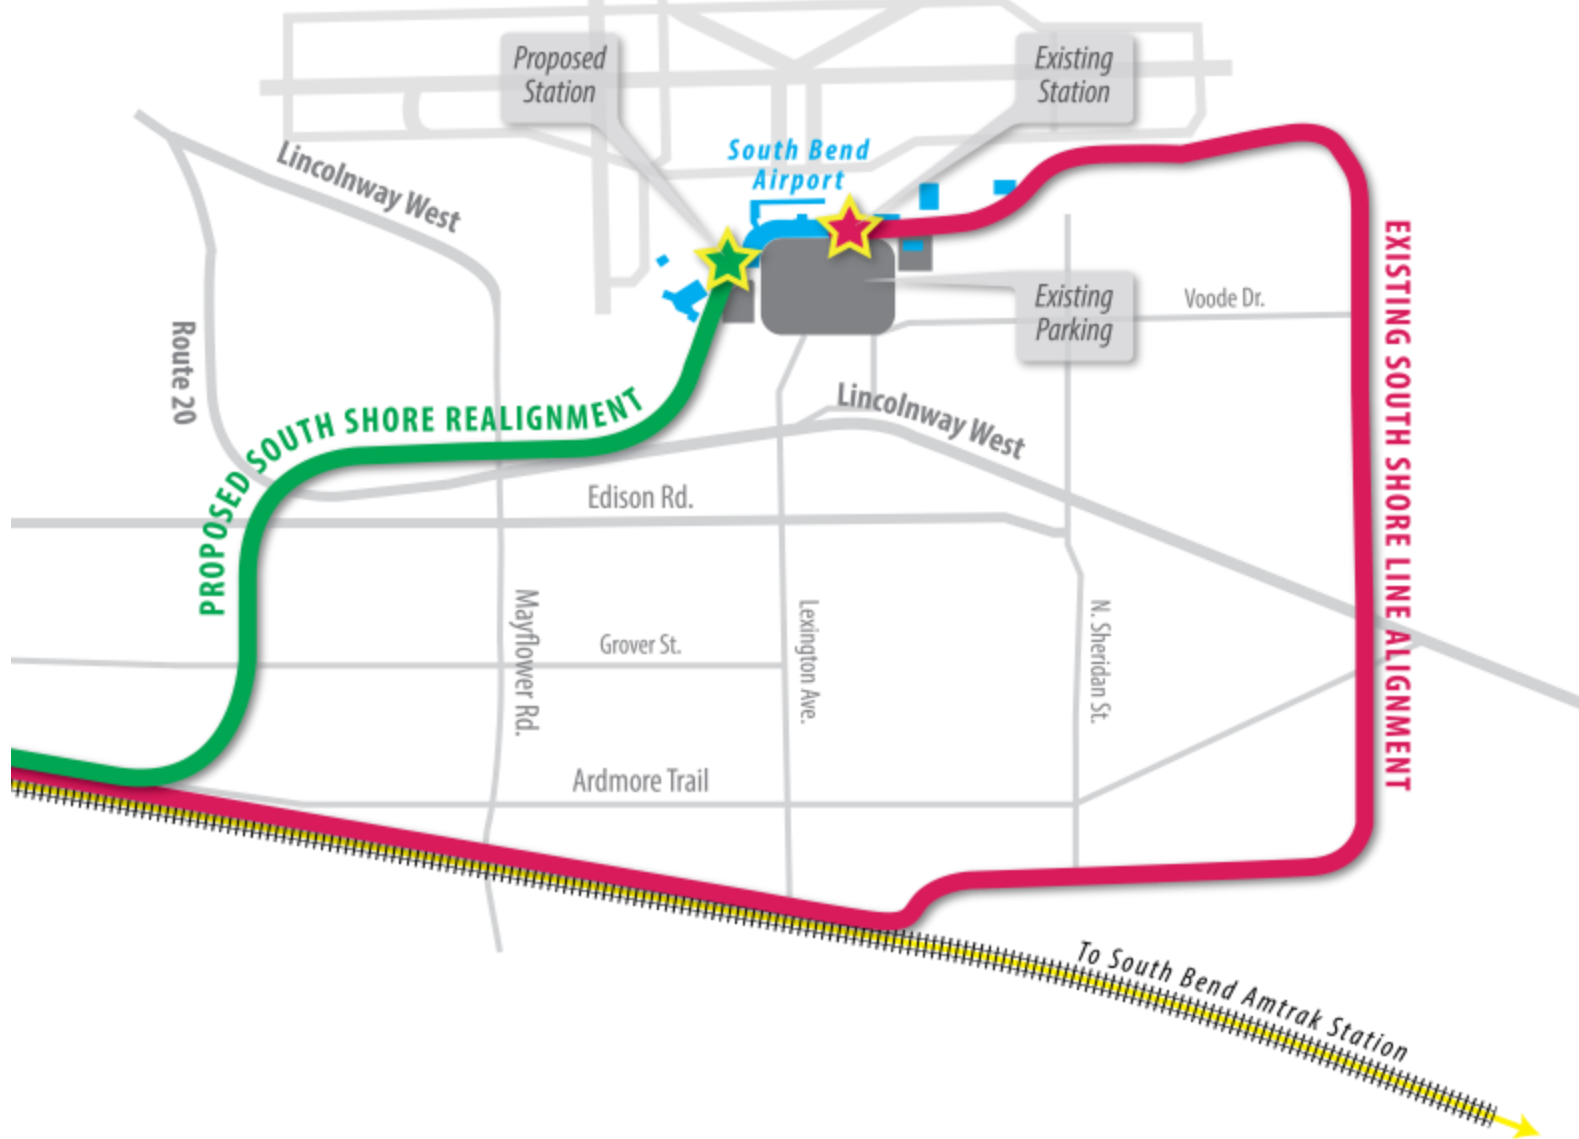 Proposed
Station
Existing
Station
South Bend
Airport
Lincolnway West
EXISTING SOUTH SHORE LINE ALIGNMENT
Existing
Parking
Voode Dr.
Route 20
PROPOSED SOUTH SHORE REALIGNMENT
Lincolnway West
Edison Rd.
Mayflower Rd.
Grover St.
Lexington Ave.
N. Sheridan St.
Ardmore Trail
To South Bend Amtrak Station